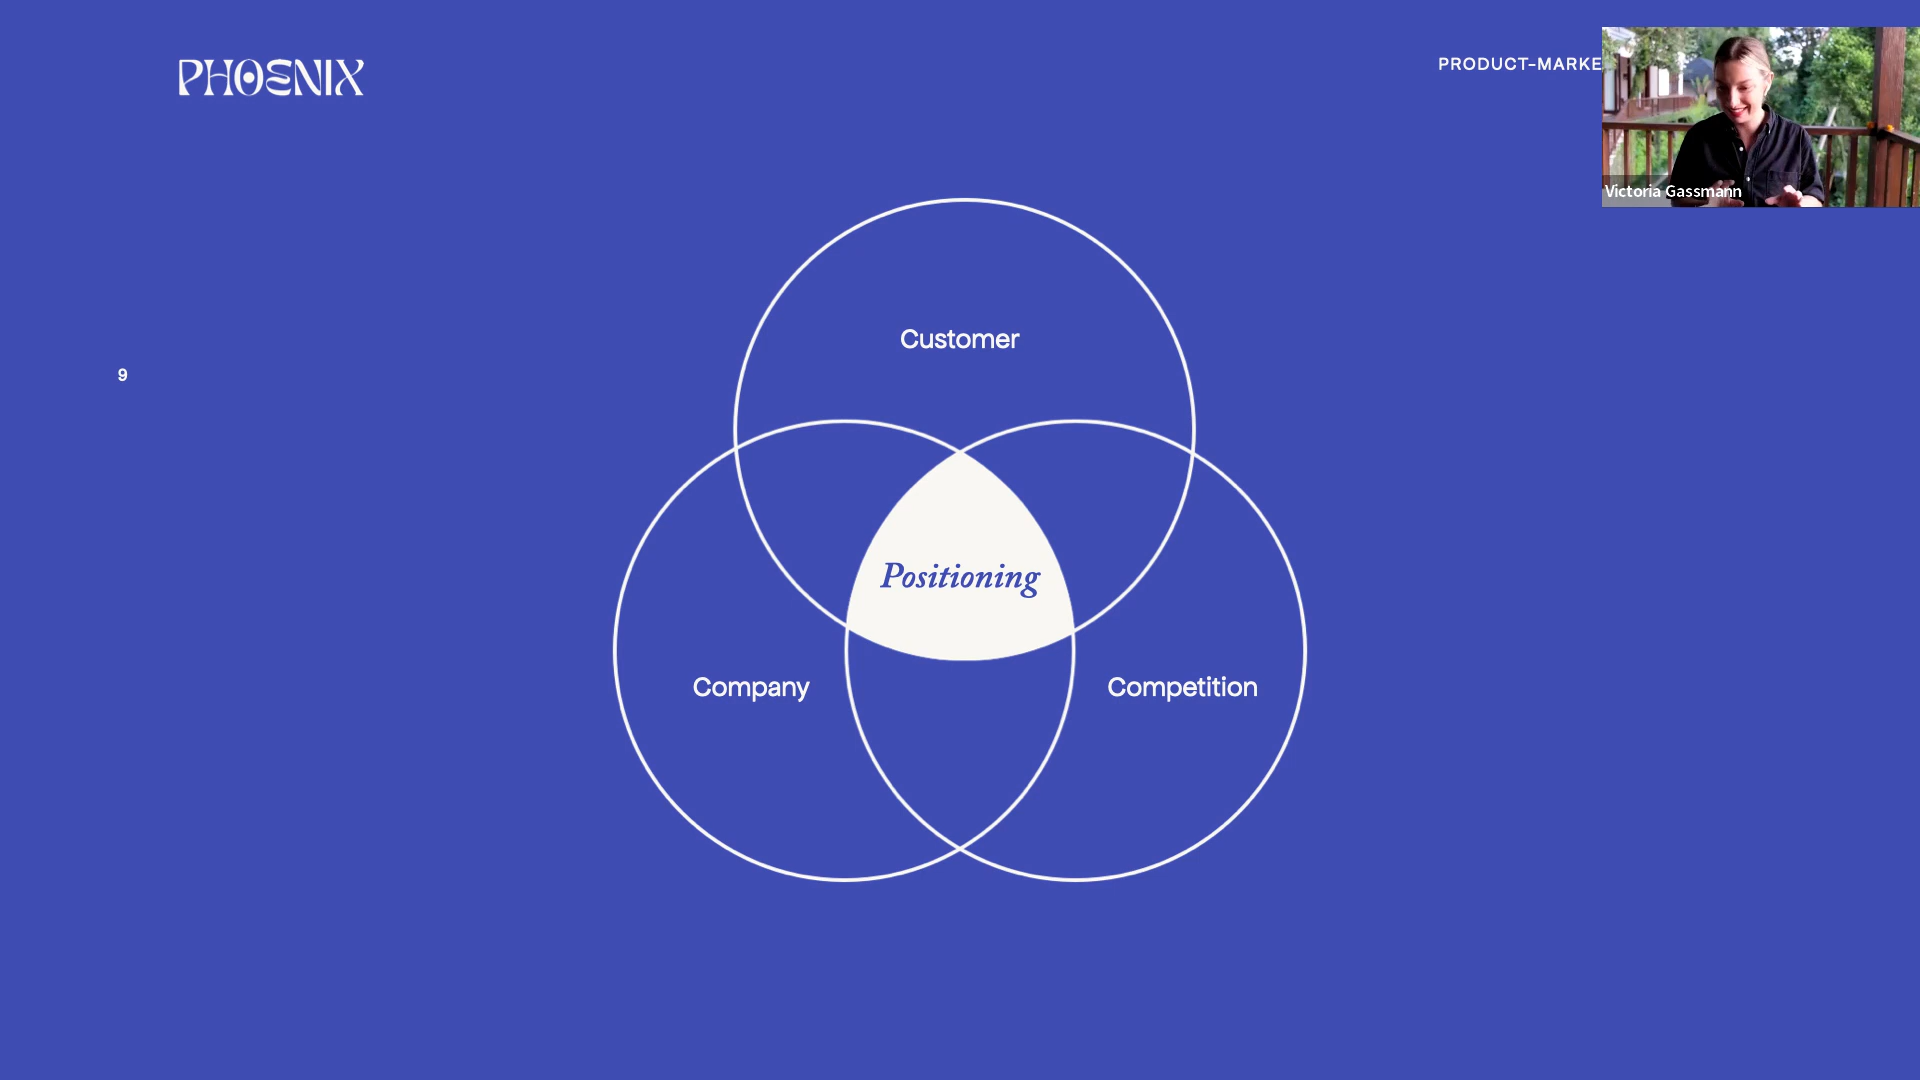 PHOENIX
PRODUCT-MARKE
Victoria Gassmann
Customer
9
Positioning
Company
Competition